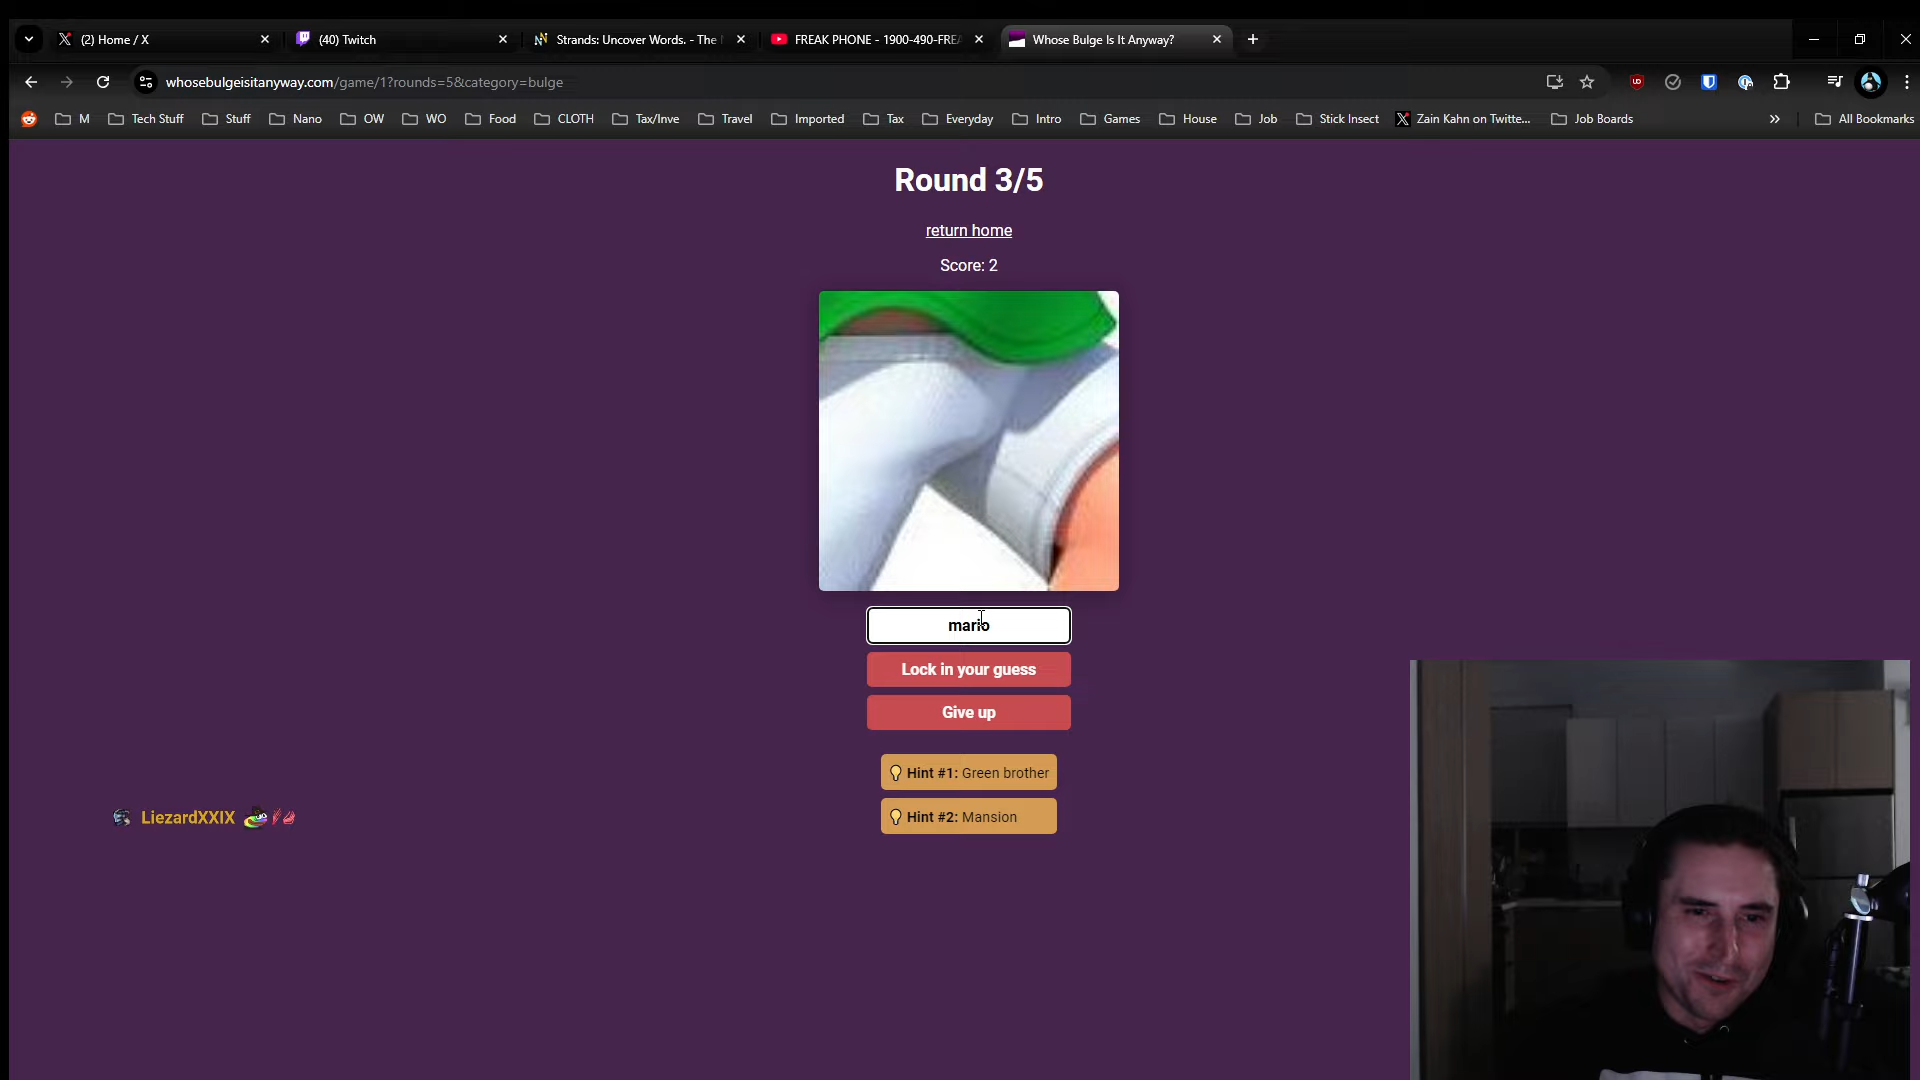 (2) Home / X
(40) Twitch
Strands: Uncover Words. - The
FREAK PHONE - 1900-490-FREA
Whose Bulge Is It Anyway?
whosebulgeisitanyway.com/game/1?rounds=5&category=bulge
M
Tech Stuff
Stuff
Nano
OW
WO
Food
CLOTH
Tax/Inve
Travel
Imported
Tax
Everyday
Intro
Games
House
Job
Stick Insect
Zain Kahn on Twitte...
Job Boards
All Bookmarks
Round 3/5
return home
Score: 2
mario
Lock in your guess
Give up
Hint #1: Green brother
Hint #2: Mansion
LiezardXXIX